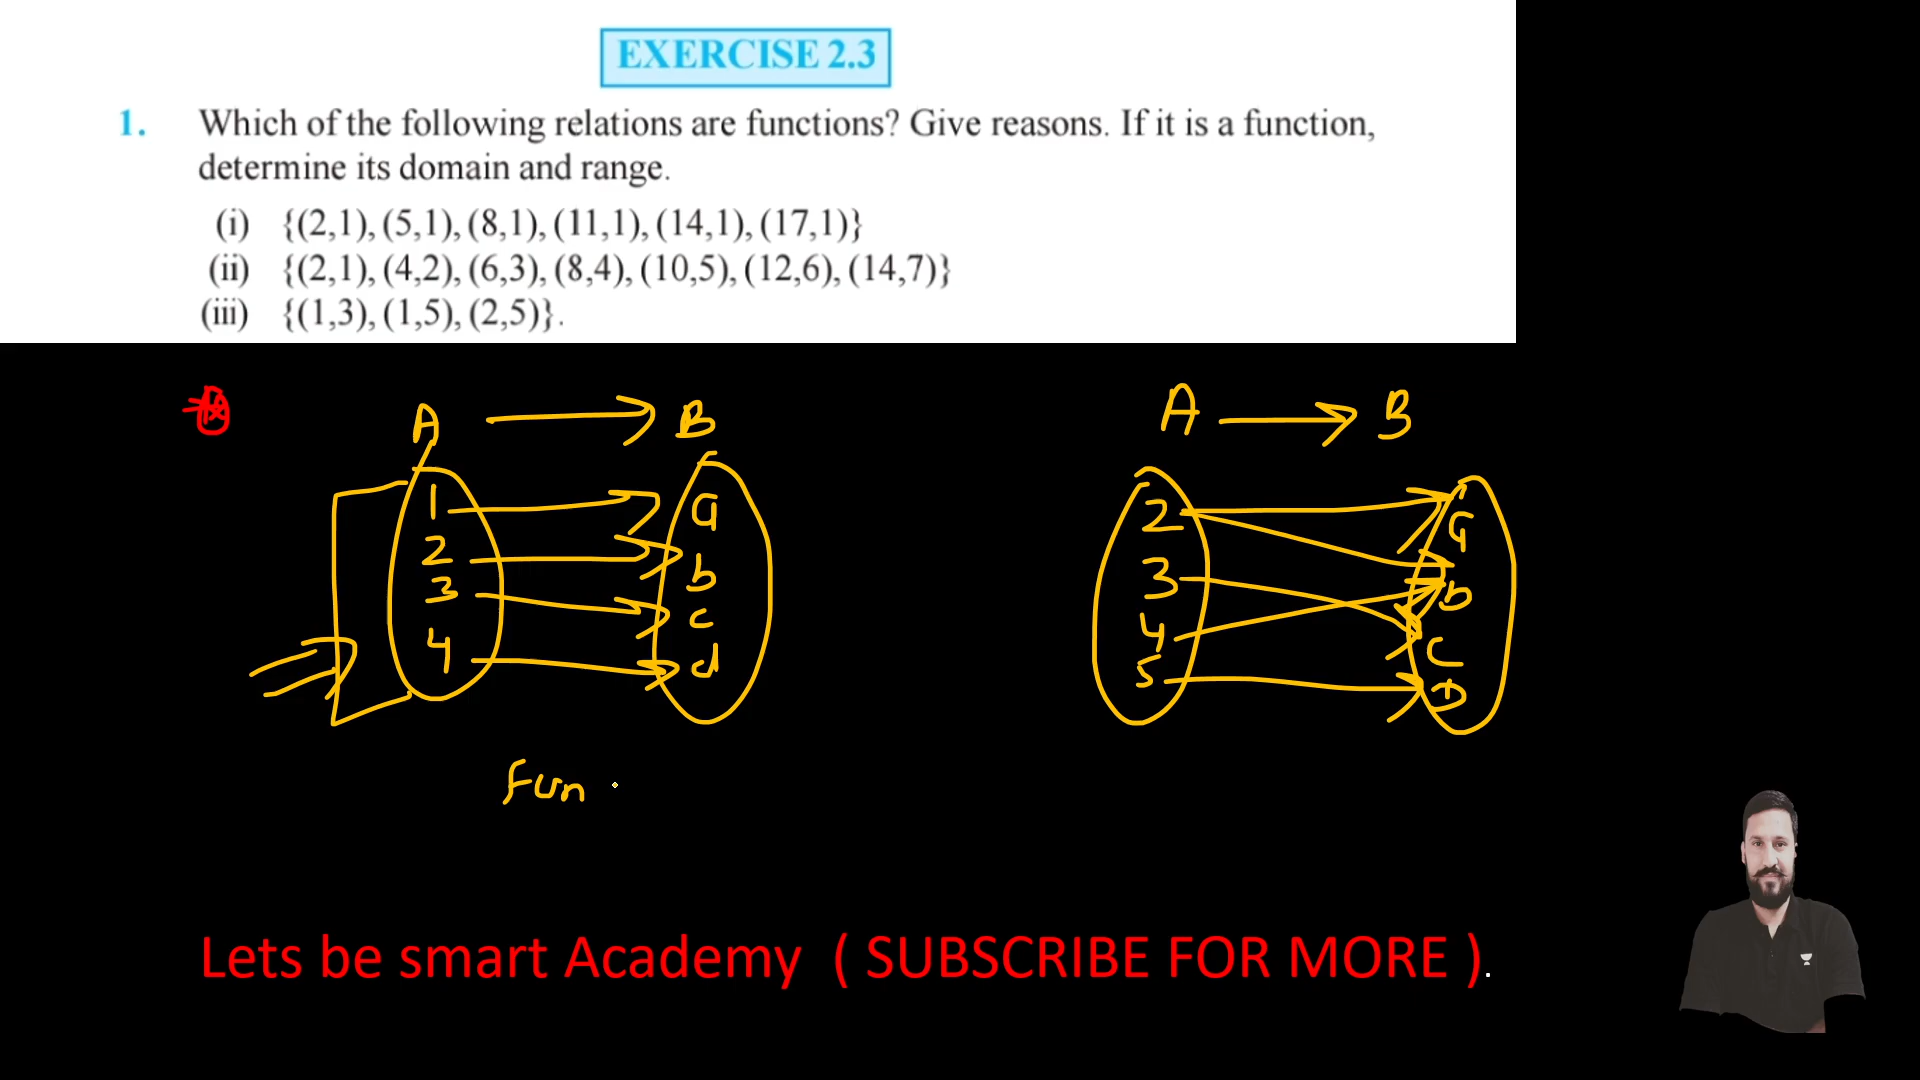 EXERCISE 2.3
1. Which of the following relations are functions? Give reasons. If it is a function,
determine its domain and range.
(i) {(2,1), (5,1), (8,1), (11,1), (14,1), (17,1)}
(ii) {(2,1), (4,2), (6,3), (8,4), (10,5), (12,6), (14,7)}
(iii) {(1,3), (1,5), (2,5)}.
A → B
A → B
1
2
3
4
a
b
c
d
2
3
4
5
a
b
C
D
Fun
Lets be smart Academy ( SUBSCRIBE FOR MORE ).